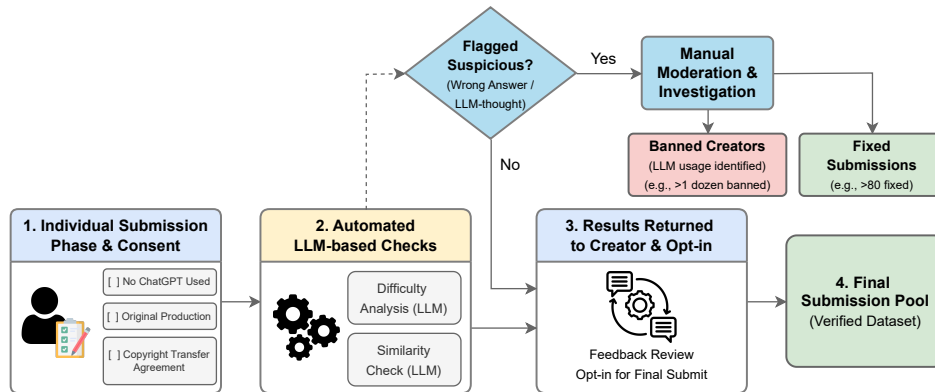 Flagged
Suspicious?
(Wrong Answer /
LLM-thought)
Yes
Manual
Moderation &
Investigation
No
Banned Creators
(LLM usage identified)
(e.g., >1 dozen banned)
Fixed
Submissions
(e.g., >80 fixed)
1. Individual Submission
Phase & Consent
[ ] No ChatGPT Used
[ ] Original Production
[ ] Copyright Transfer
Agreement
2. Automated
LLM-based Checks
Difficulty
Analysis (LLM)
Similarity
Check (LLM)
3. Results Returned
to Creator & Opt-in
Feedback Review
Opt-in for Final Submit
4. Final
Submission Pool
(Verified Dataset)